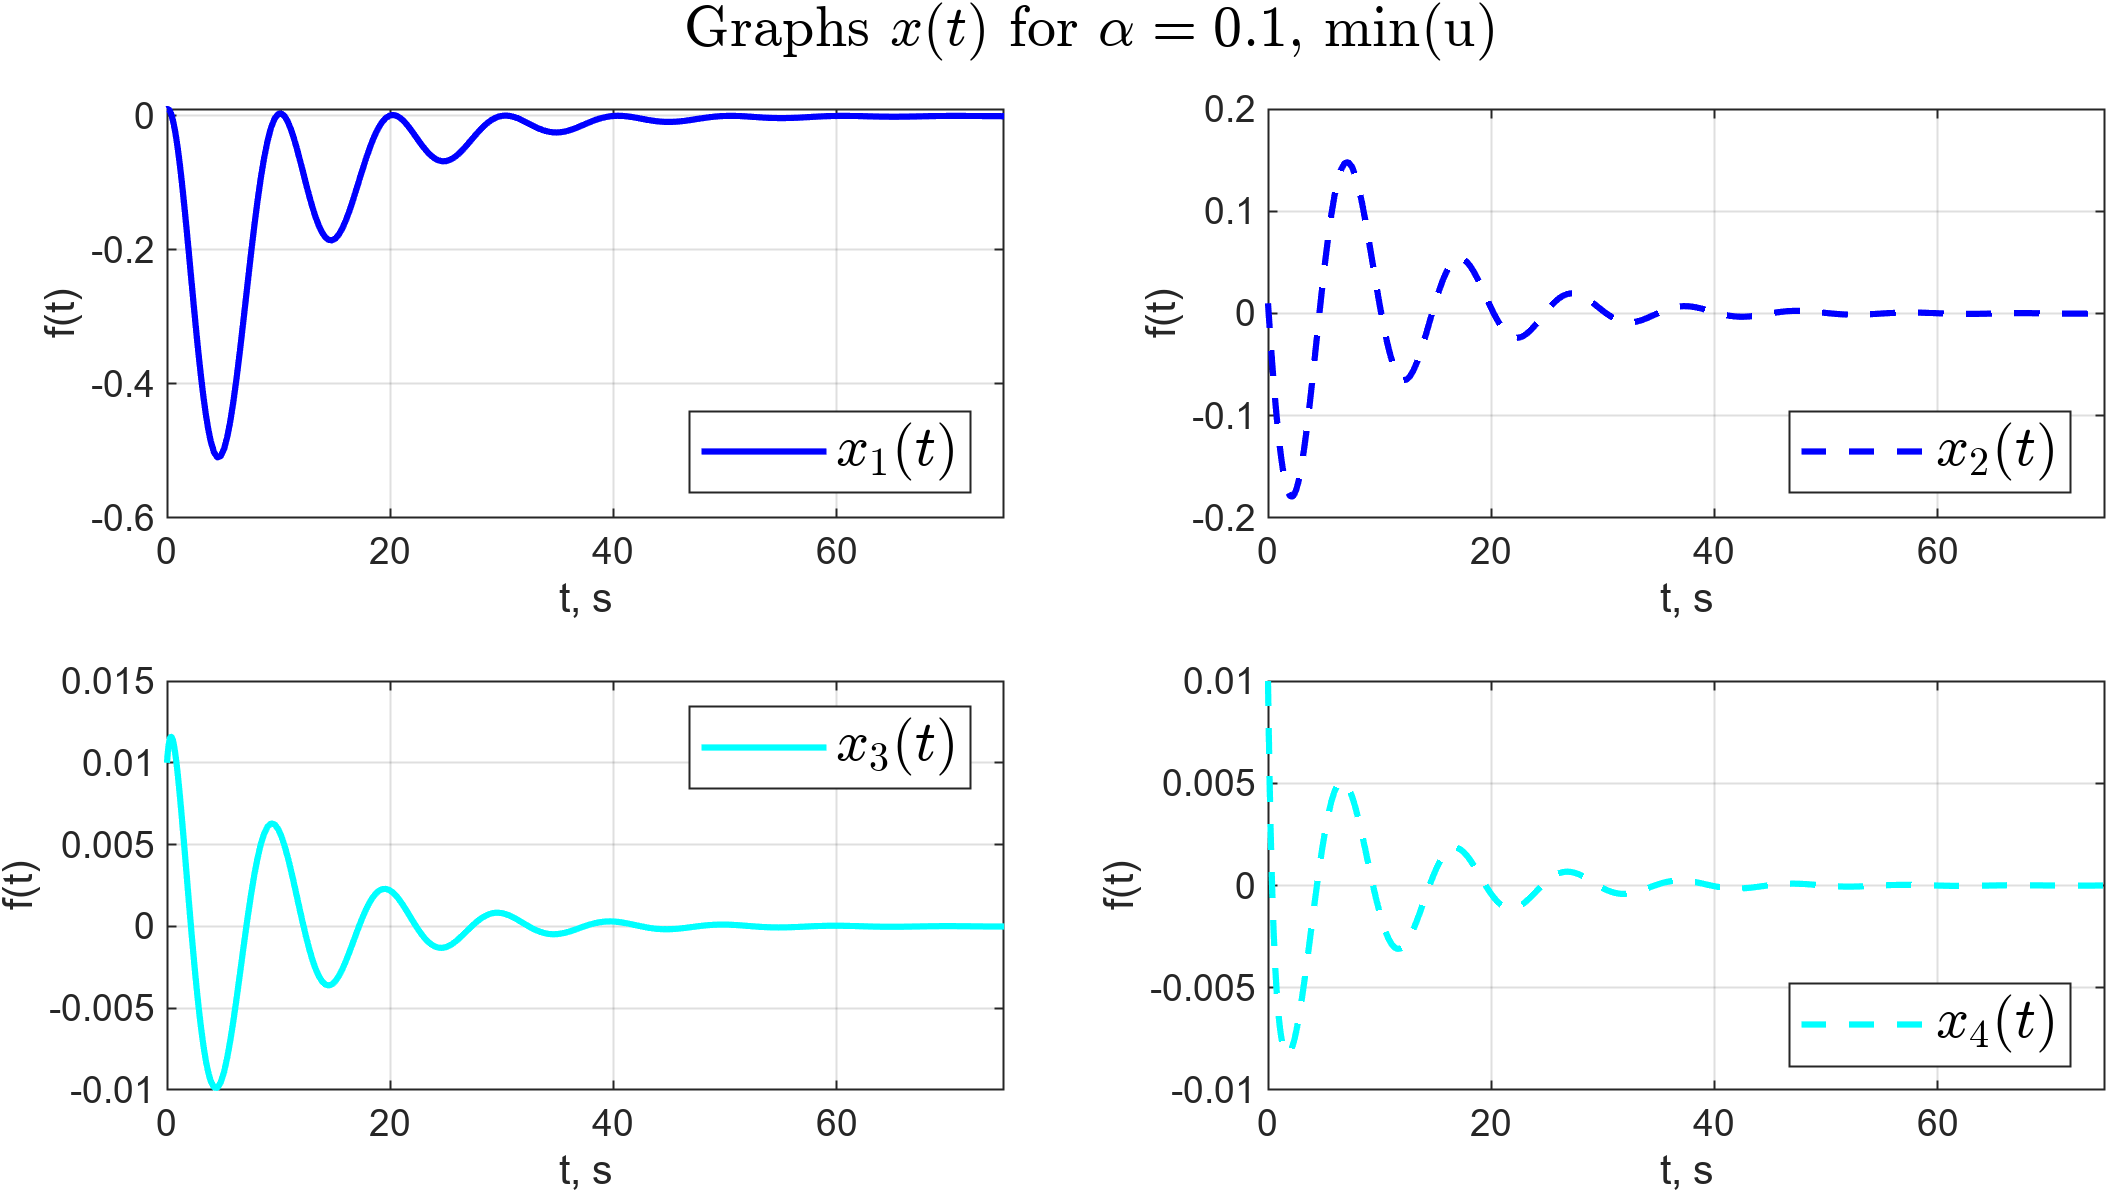 Graphs x(t) for α = 0.1, min(u)
0
-0.2
-0.4
-0.6
0 20 40 60
f(t)
t, s
x₁(t)
0.2
0.1
0
-0.1
-0.2
0 20 40 60
f(t)
t, s
x₂(t)
0.015
0.01
0.005
0
-0.005
-0.01
0 20 40 60
f(t)
t, s
x₃(t)
0.01
0.005
0
-0.005
-0.01
0 20 40 60
f(t)
t, s
x₄(t)